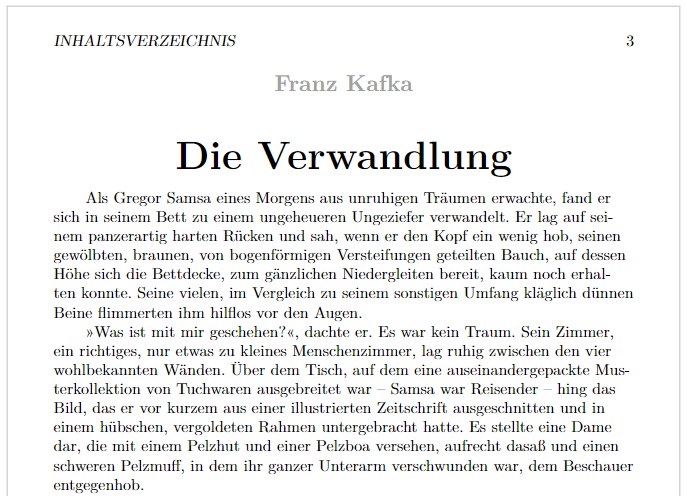 INHALTSVERZEICHNIS 3
Franz Kafka
Die Verwandlung
Als Gregor Samsa eines Morgens aus unruhigen Träumen erwachte, fand er
sich in seinem Bett zu einem ungeheueren Ungeziefer verwandelt. Er lag auf sei-
nem panzerartig harten Rücken und sah, wenn er den Kopf ein wenig hob, seinen
gewölbten, braunen, von bogenförmigen Versteifungen geteilten Bauch, auf dessen
Höhe sich die Bettdecke, zum gänzlichen Niedergleiten bereit, kaum noch erhal-
ten konnte. Seine vielen, im Vergleich zu seinem sonstigen Umfang kläglich dünnen
Beine flimmerten ihm hilflos vor den Augen.
»Was ist mit mir geschehen?«, dachte er. Es war kein Traum. Sein Zimmer,
ein richtiges, nur etwas zu kleines Menschenzimmer, lag ruhig zwischen den vier
wohlbekannten Wänden. Über dem Tisch, auf dem eine auseinandergepackte Mus-
terkollektion von Tuchwaren ausgebreitet war – Samsa war Reisender – hing das
Bild, das er vor kurzem aus einer illustrierten Zeitschrift ausgeschnitten und in
einem hübschen, vergoldeten Rahmen untergebracht hatte. Es stellte eine Dame
dar, die mit einem Pelzhut und einer Pelzboa versehen, aufrecht dasaß und einen
schweren Pelzmuff, in dem ihr ganzer Unterarm verschwunden war, dem Beschauer
entgegenhob.